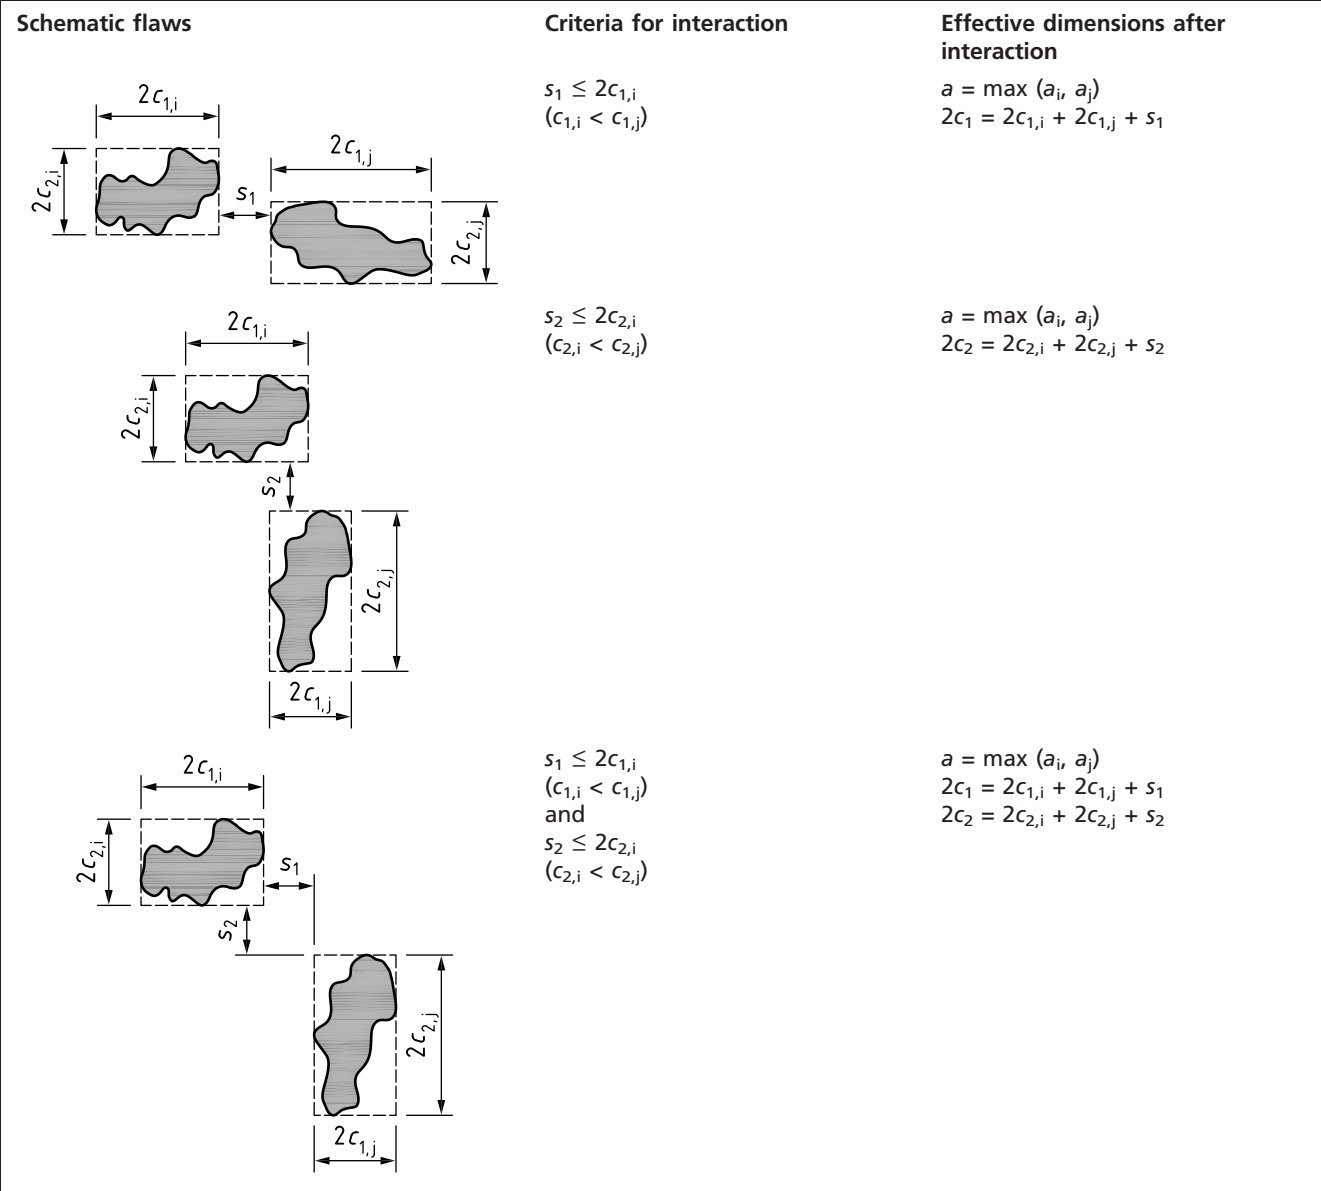 Schematic flaws
Criteria for interaction
Effective dimensions after
interaction
2c1,i
2c2,i
s1
2c1,j
2c2,j
s1 ≤ 2c1,i
(c1,i < c1,j)
a = max (ai, aj)
2c1 = 2c1,i + 2c1,j + s1
2c1,i
2c2,i
s2
2c2,j
2c1,j
s2 ≤ 2c2,i
(c2,i < c2,j)
a = max (ai, aj)
2c2 = 2c2,i + 2c2,j + s2
2c1,i
2c2,i
s1
s2
2c2,j
2c1,j
s1 ≤ 2c1,i
(c1,i < c1,j)
and
s2 ≤ 2c2,i
(c2,i < c2,j)
a = max (ai, aj)
2c1 = 2c1,i + 2c1,j + s1
2c2 = 2c2,i + 2c2,j + s2